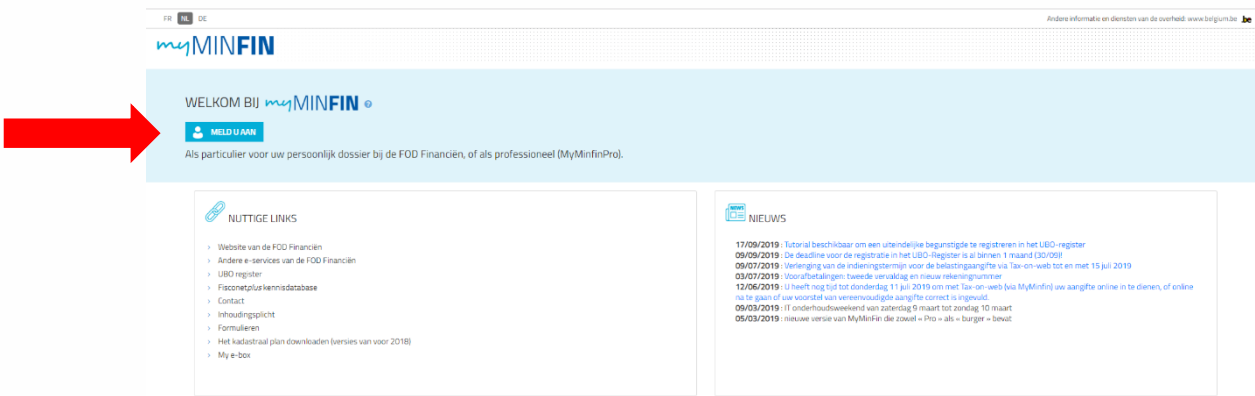 FR NL DE
Andere informatie en diensten van de overheid: www.belgium.be .be
myMINFIN
WELKOM BIJ myMINFIN ?
MELD U AAN
Als particulier voor uw persoonlijk dossier bij de FOD Financiën, of als professioneel (MyMinfinPro).
NUTTIGE LINKS
› Website van de FOD Financiën
› Andere e-services van de FOD Financiën
› UBO register
› Fisconetplus kennisdatabase
› Contact
› Inhoudingsplicht
› Formulieren
› Het kadastraal plan downloaden (versies van voor 2018)
› My e-box
NEWS
NIEUWS
17/09/2019 : Tutorial beschikbaar om een uiteindelijke begunstigde te registreren in het UBO-register
09/09/2019 : De deadline voor de registratie in het UBO-Register is al binnen 1 maand (30/09)!
09/07/2019 : Verlenging van de indieningstermijn voor de belastingaangifte via Tax-on-web tot en met 15 juli 2019
03/07/2019 : Voorafbetalingen: tweede vervaldag en nieuw rekeningnummer
12/06/2019 : U heeft nog tijd tot donderdag 11 juli 2019 om met Tax-on-web (via MyMinfin) uw aangifte online in te dienen, of online
na te gaan of uw voorstel van vereenvoudigde aangifte correct is ingevuld.
09/03/2019 : IT onderhoudsweekend van zaterdag 9 maart tot zondag 10 maart
05/03/2019 : nieuwe versie van MyMinFin die zowel « Pro » als « burger » bevat